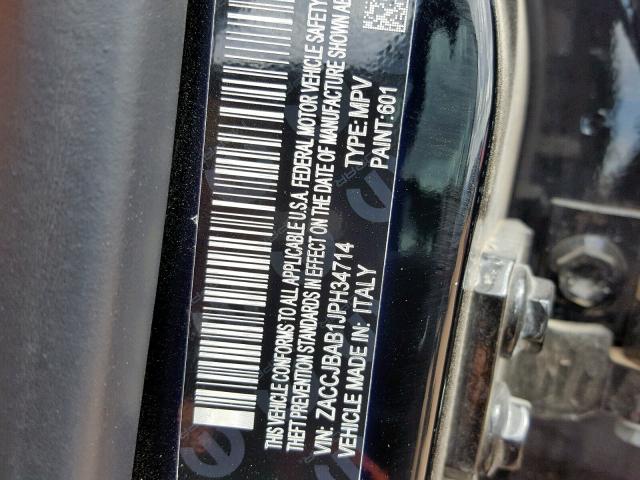 THIS VEHICLE CONFORMS TO ALL APPLICABLE U.S.A. FEDERAL MOTOR VEHICLE SAFETY
THEFT PREVENTION STANDARDS IN EFFECT ON THE DATE OF MANUFACTURE SHOWN AB
VIN: ZACCJBAB1JPH34714 TYPE: MPV
VEHICLE MADE IN: ITALY PAINT: 601